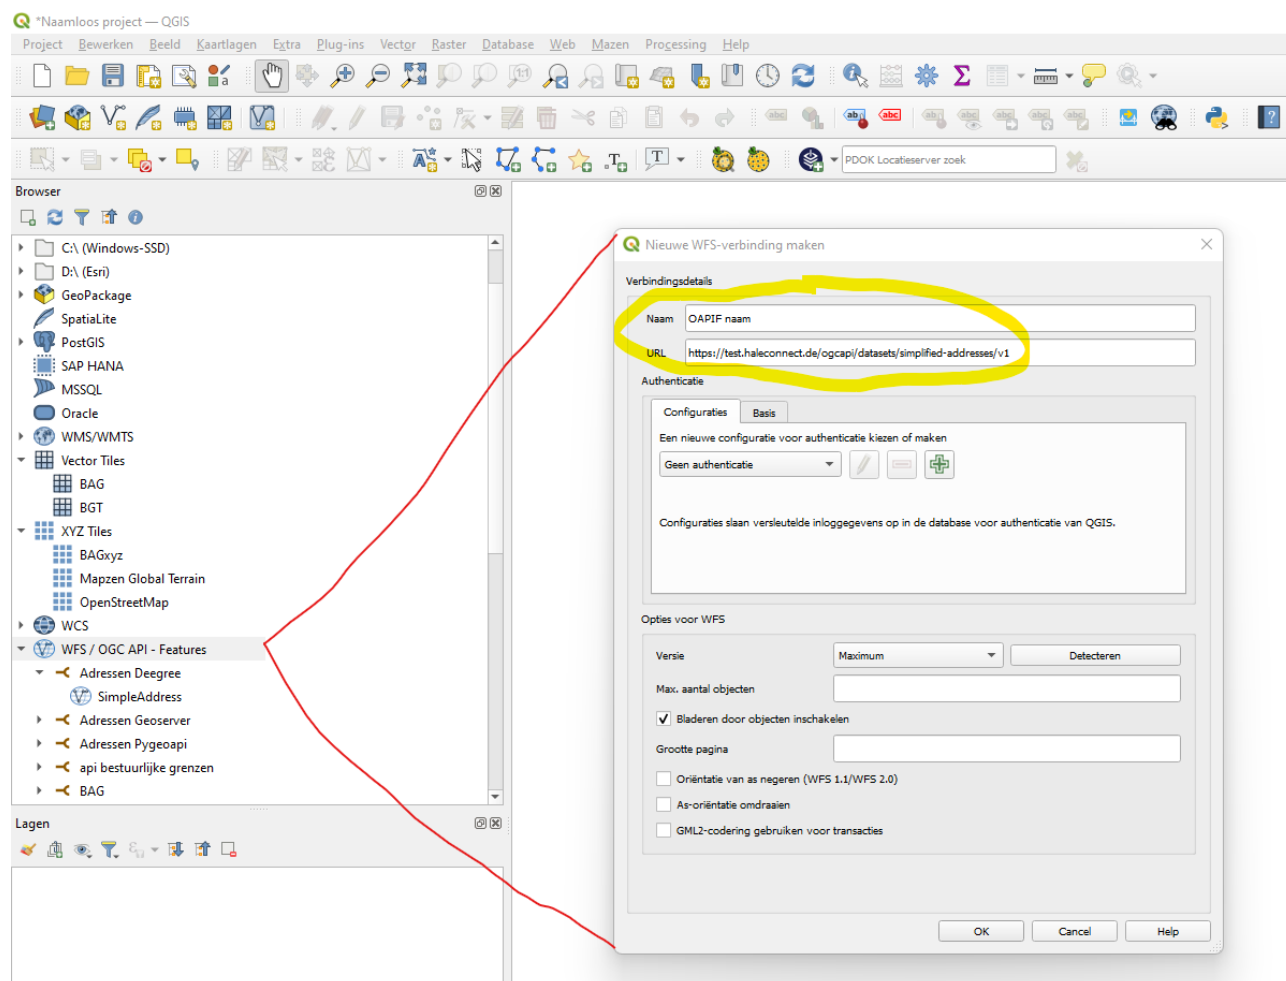 *Naamloos project — QGIS
Project Bewerken Beeld Kaartlagen Extra Plug-ins Vector Raster Database Web Mazen Processing Help
PDOK Locatieserver zoek
Browser
C:\ (Windows-SSD)
D:\ (Esri)
GeoPackage
SpatiaLite
PostGIS
SAP HANA
MSSQL
Oracle
WMS/WMTS
Vector Tiles
BAG
BGT
XYZ Tiles
BAGxyz
Mapzen Global Terrain
OpenStreetMap
WCS
WFS / OGC API - Features
Adressen Deegree
SimpleAddress
Adressen Geoserver
Adressen Pygeoapi
api bestuurlijke grenzen
BAG
Lagen
Nieuwe WFS-verbinding maken
Verbindingsdetails
Naam OAPIF naam
URL https://test.haleconnect.de/ogcapi/datasets/simplified-addresses/v1
Authenticatie
Configuraties Basis
Een nieuwe configuratie voor authenticatie kiezen of maken
Geen authenticatie
Configuraties slaan versleutelde inloggegevens op in de database voor authenticatie van QGIS.
Opties voor WFS
Versie Maximum Detecteren
Max. aantal objecten
Bladeren door objecten inschakelen
Grootte pagina
Oriëntatie van as negeren (WFS 1.1/WFS 2.0)
As-oriëntatie omdraaien
GML2-codering gebruiken voor transacties
OK Cancel Help